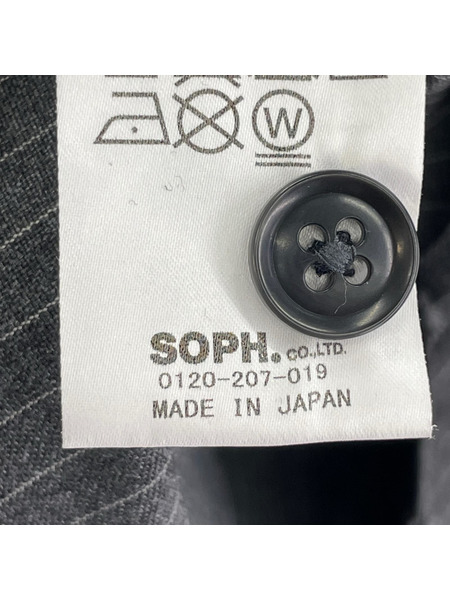 W
SOPH. CO.,LTD.
0120-207-019
MADE IN JAPAN